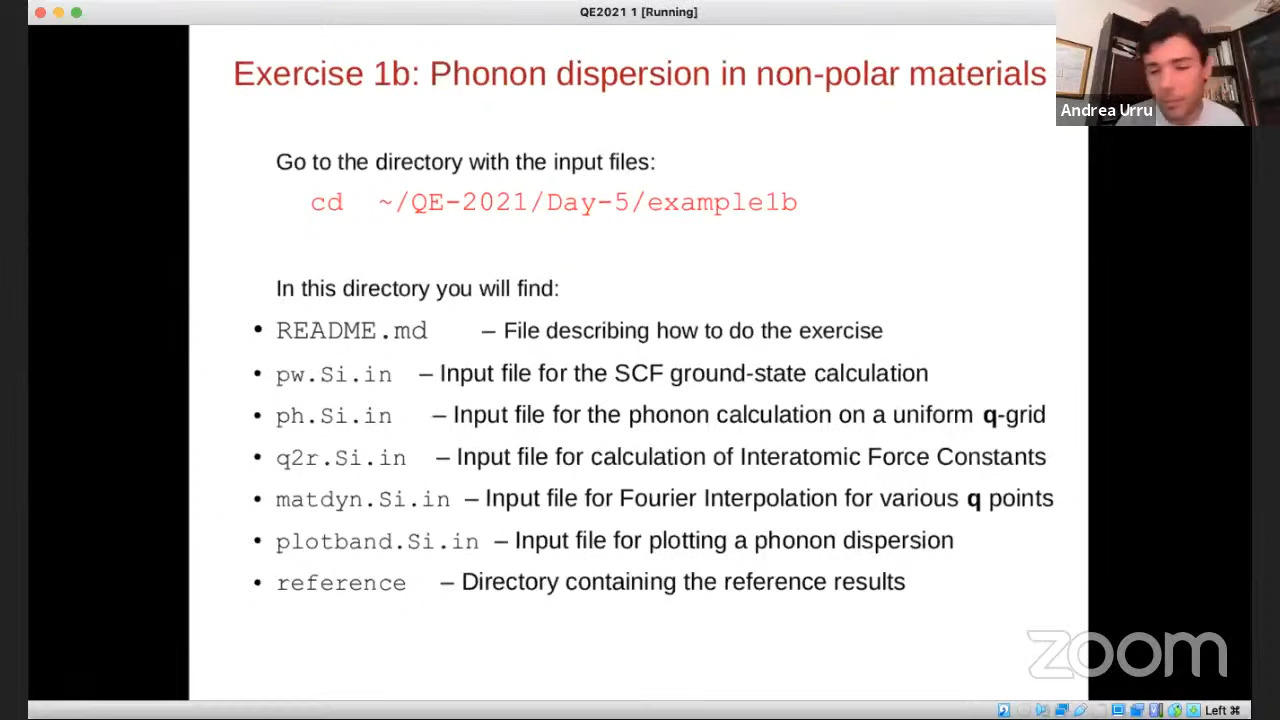 QE2021 1 [Running]
Exercise 1b: Phonon dispersion in non-polar materials
Andrea Urru
Go to the directory with the input files:
cd ~/QE-2021/Day-5/example1b
In this directory you will find:
• README.md – File describing how to do the exercise
• pw.Si.in – Input file for the SCF ground-state calculation
• ph.Si.in – Input file for the phonon calculation on a uniform q-grid
• q2r.Si.in – Input file for calculation of Interatomic Force Constants
• matdyn.Si.in – Input file for Fourier Interpolation for various q points
• plotband.Si.in – Input file for plotting a phonon dispersion
• reference – Directory containing the reference results
zoom
Left ⌘